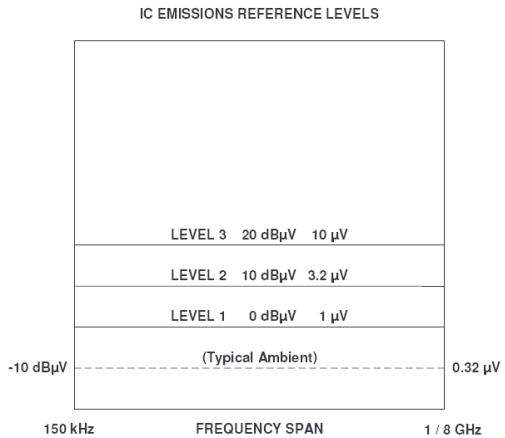 IC EMISSIONS REFERENCE LEVELS
LEVEL 3 20 dBµV 10 µV
LEVEL 2 10 dBµV 3.2 µV
LEVEL 1 0 dBµV 1 µV
(Typical Ambient)
-10 dBµV 0.32 µV
150 kHz FREQUENCY SPAN 1 / 8 GHz